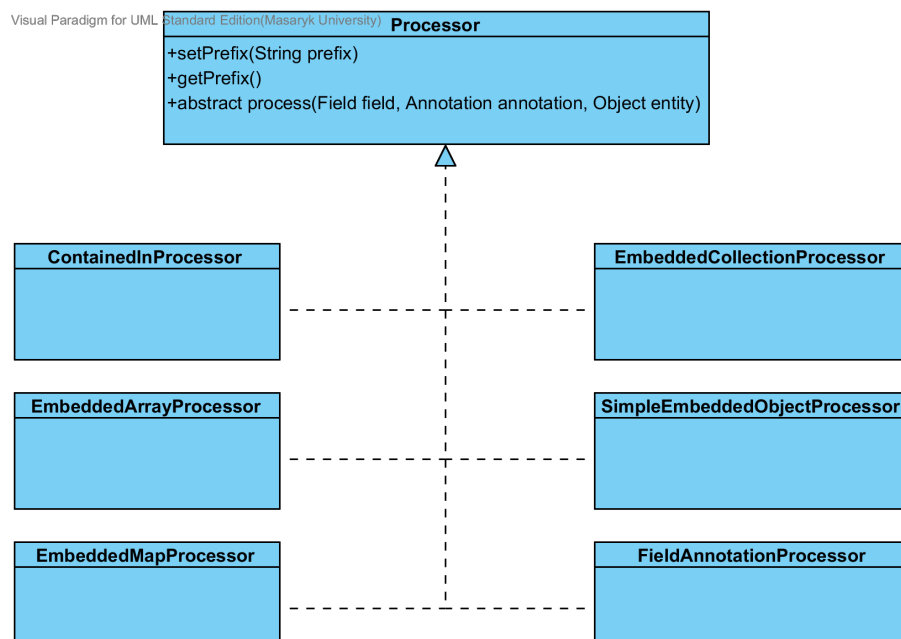 Visual Paradigm for UML Standard Edition(Masaryk University)
Processor
+setPrefix(String prefix)
+getPrefix()
+abstract process(Field field, Annotation annotation, Object entity)
ContainedInProcessor
EmbeddedCollectionProcessor
EmbeddedArrayProcessor
SimpleEmbeddedObjectProcessor
EmbeddedMapProcessor
FieldAnnotationProcessor